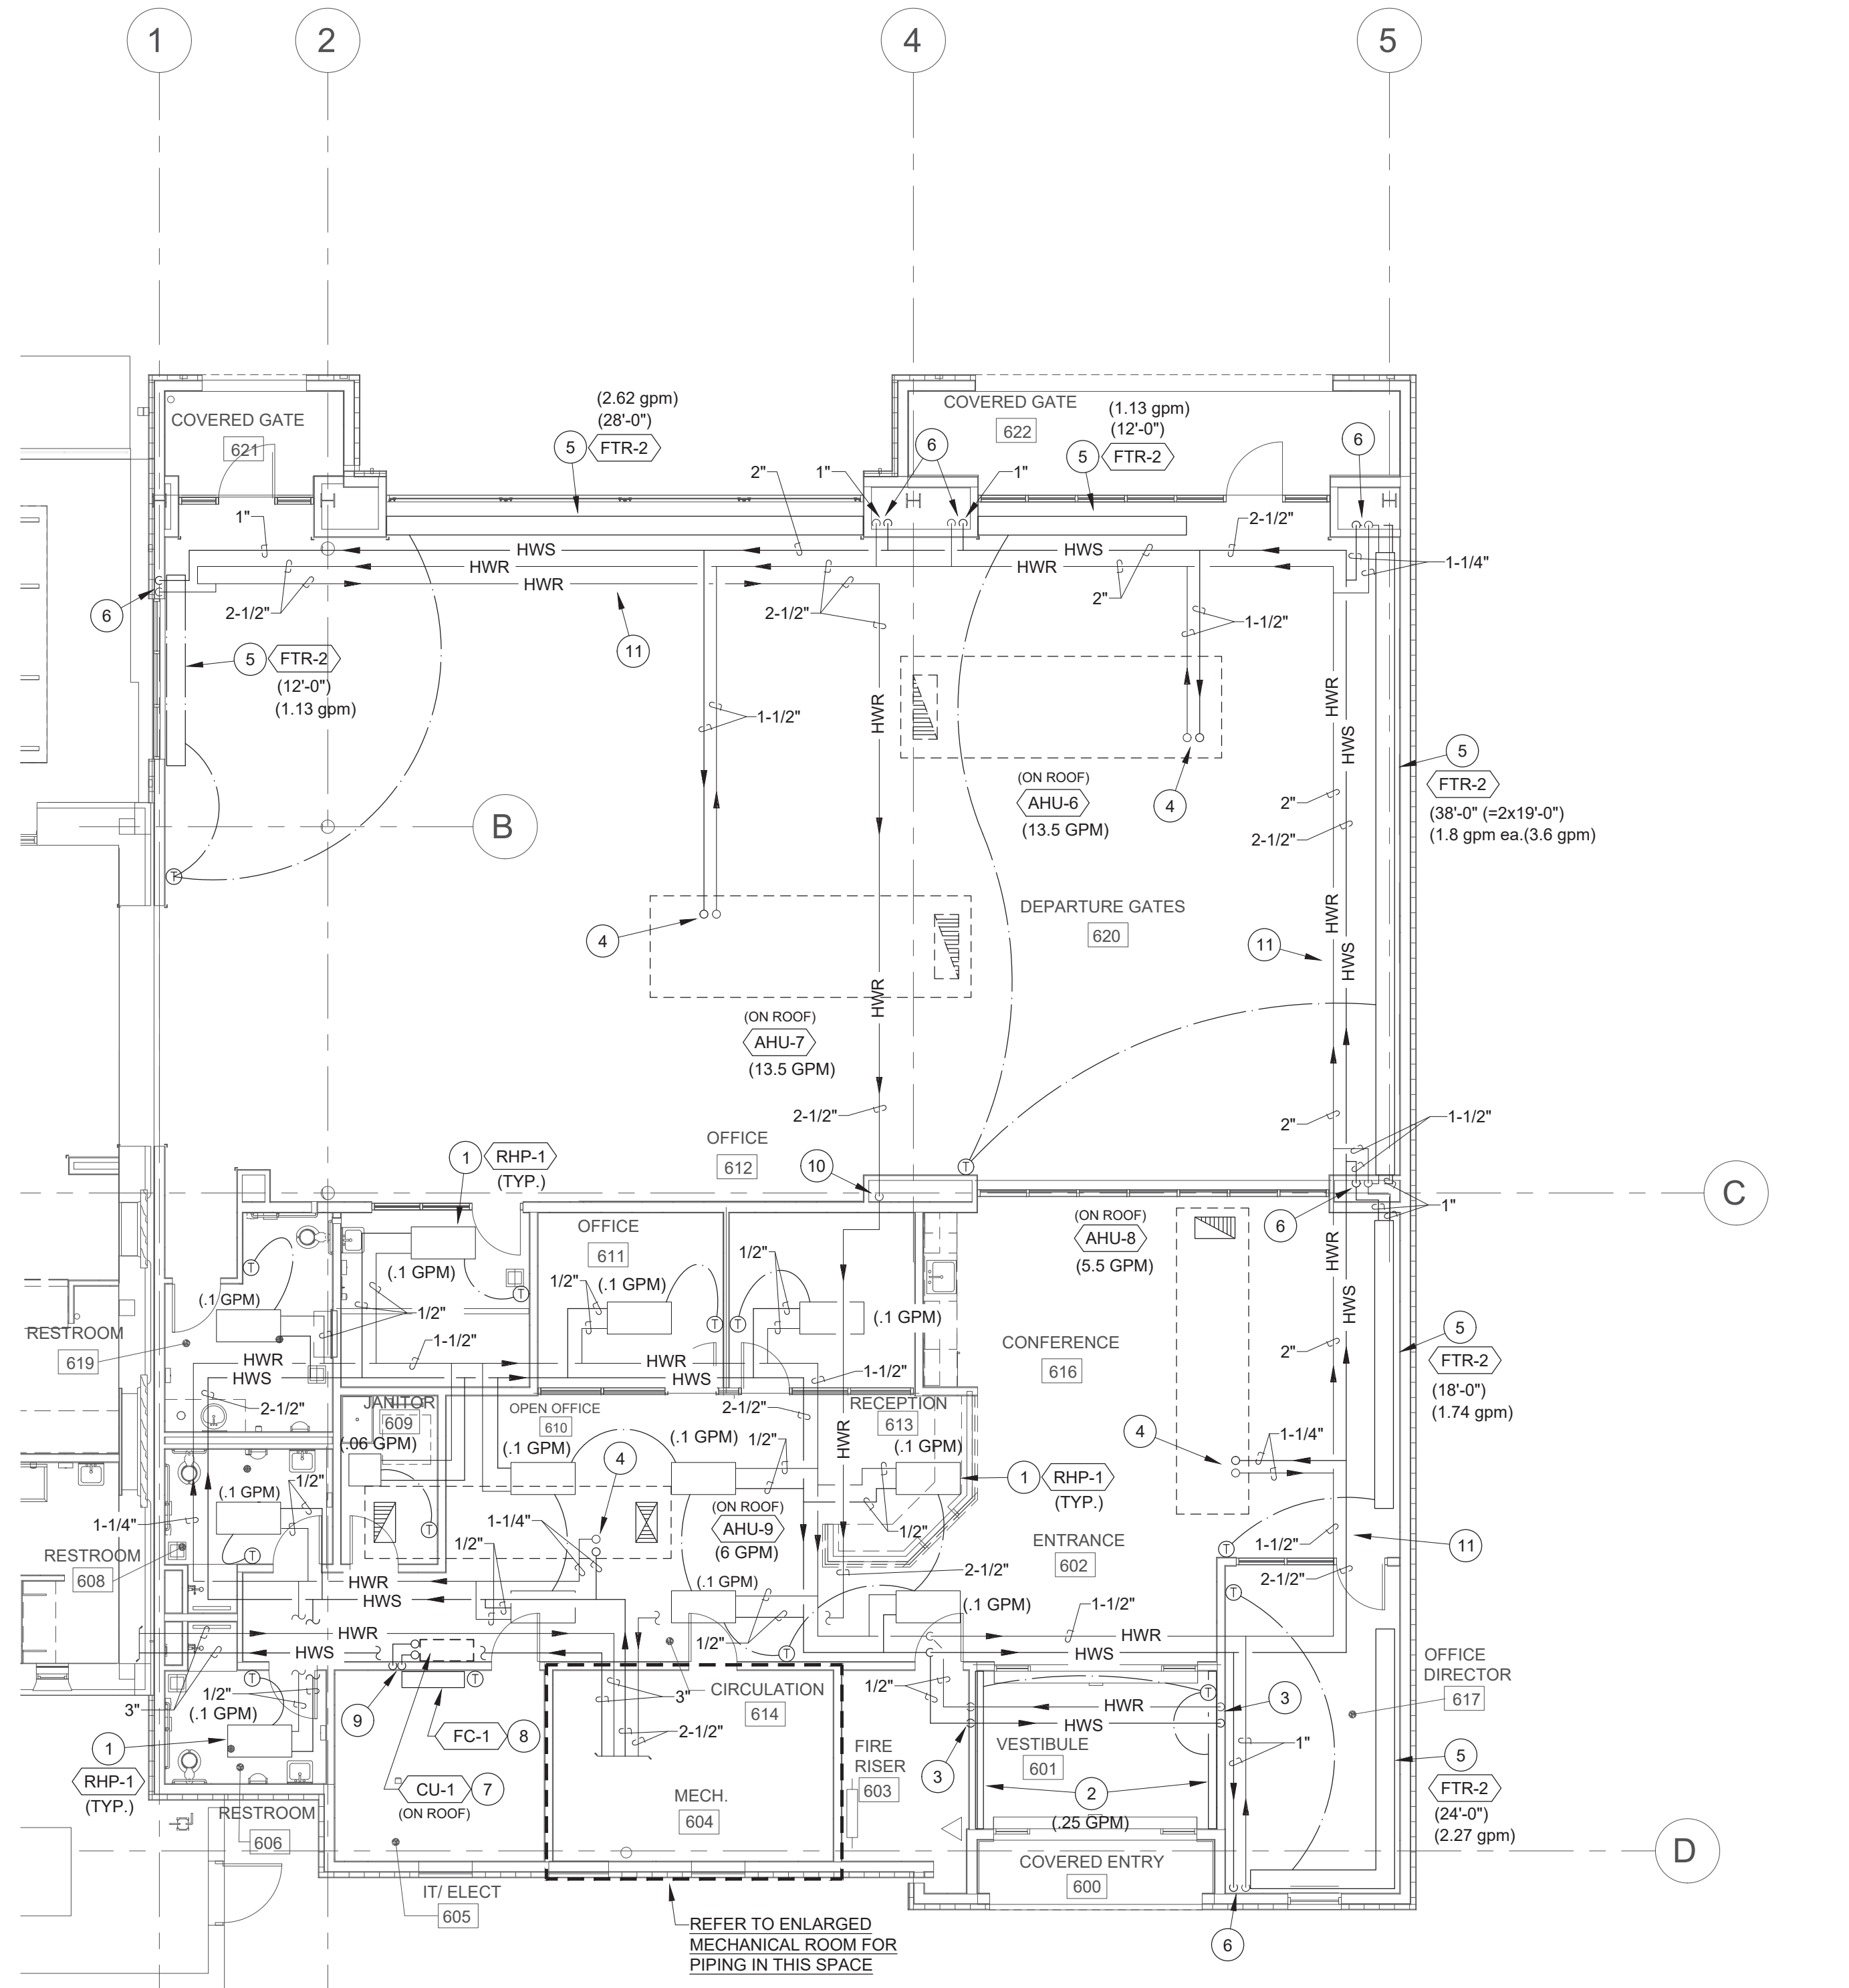 1
2
4
5
COVERED GATE
621
(2.62 gpm)
(28'-0")
5
FTR-2
COVERED GATE
622
(1.13 gpm)
(12'-0")
5
FTR-2
6
6
2"
1"
1"
1"
2-1/2"
HWS
HWS
HWR
HWR
HWR
1-1/4"
6
2-1/2"
2-1/2"
2"
1-1/2"
11
5
FTR-2
(12'-0")
(1.13 gpm)
1-1/2"
HWR
HWR
HWS
5
FTR-2
(38'-0" (=2x19'-0")
(1.8 gpm ea.(3.6 gpm)
(ON ROOF)
AHU-6
(13.5 GPM)
4
2"
2-1/2"
B
T
DEPARTURE GATES
620
4
11
HWR
HWS
HWR
(ON ROOF)
AHU-7
(13.5 GPM)
2-1/2"
2"
1-1/2"
OFFICE
612
1
RHP-1
(TYP.)
10
T
C
6
1"
(ON ROOF)
AHU-8
(5.5 GPM)
OFFICE
611
1/2"
(.1 GPM)
1/2"
(.1 GPM)
T
HWR
HWS
(.1 GPM)
T
1/2"
T
T
(.1 GPM)
RESTROOM
619
1/2"
1-1/2"
CONFERENCE
616
2"
5
FTR-2
(18'-0")
(1.74 gpm)
HWR
HWS
HWR
HWS
1-1/2"
2-1/2"
JANITOR
609
OPEN OFFICE
610
2-1/2"
RECEPTION
613
(.06 GPM)
(.1 GPM)
4
(.1 GPM)
1/2"
HWR
(.1 GPM)
4
1-1/4"
1/2"
1
RHP-1
(TYP.)
(.1 GPM)
(ON ROOF)
AHU-9
(6 GPM)
1-1/4"
1-1/4"
T
1/2"
1/2"
ENTRANCE
602
1-1/2"
11
T
RESTROOM
608
T
2-1/2"
2-1/2"
HWR
HWS
(.1 GPM)
T
(.1 GPM)
1-1/2"
HWR
HWS
1/2"
HWR
HWS
T
OFFICE
DIRECTOR
617
T
T
1/2"
3"
CIRCULATION
614
1/2"
T
3"
(.1 GPM)
9
HWR
HWS
3
2-1/2"
FC-1
8
1
RHP-1
(TYP.)
FIRE
RISER
603
3
VESTIBULE
601
1"
5
FTR-2
(24'-0")
(2.27 gpm)
CU-1
7
(ON ROOF)
MECH.
604
2
(.25 GPM)
RESTROOM
606
D
COVERED ENTRY
600
IT/ ELECT
605
REFER TO ENLARGED
MECHANICAL ROOM FOR
PIPING IN THIS SPACE
6